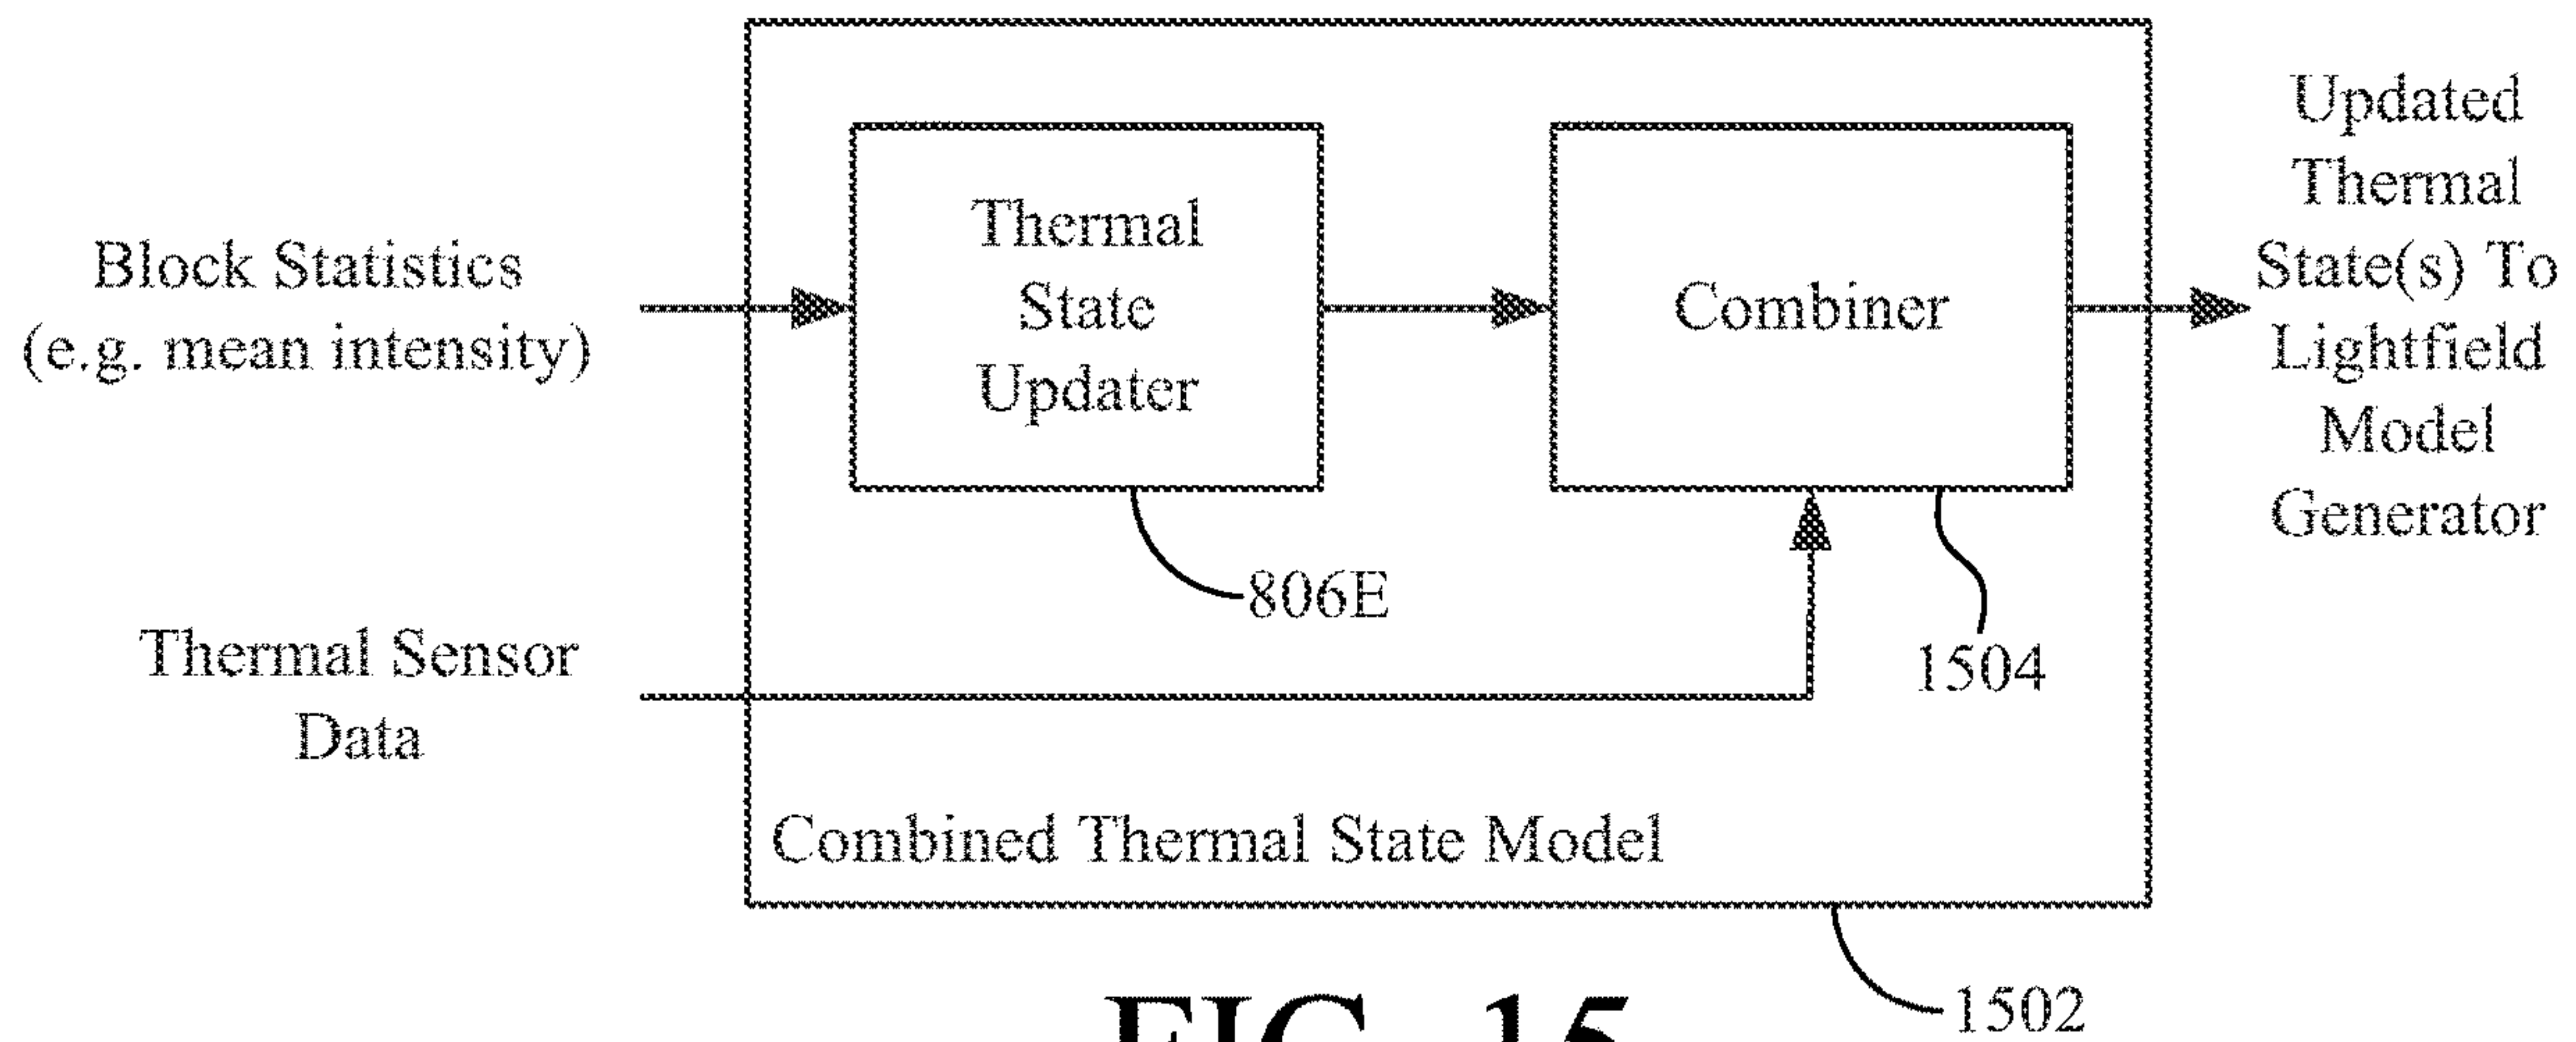 Block Statistics
(e.g. mean intensity)
Thermal Sensor
Data
Thermal
State
Updater
806E
Combiner
1504
Combined Thermal State Model
1502
Updated
Thermal
State(s) To
Lightfield
Model
Generator
FIG. 15